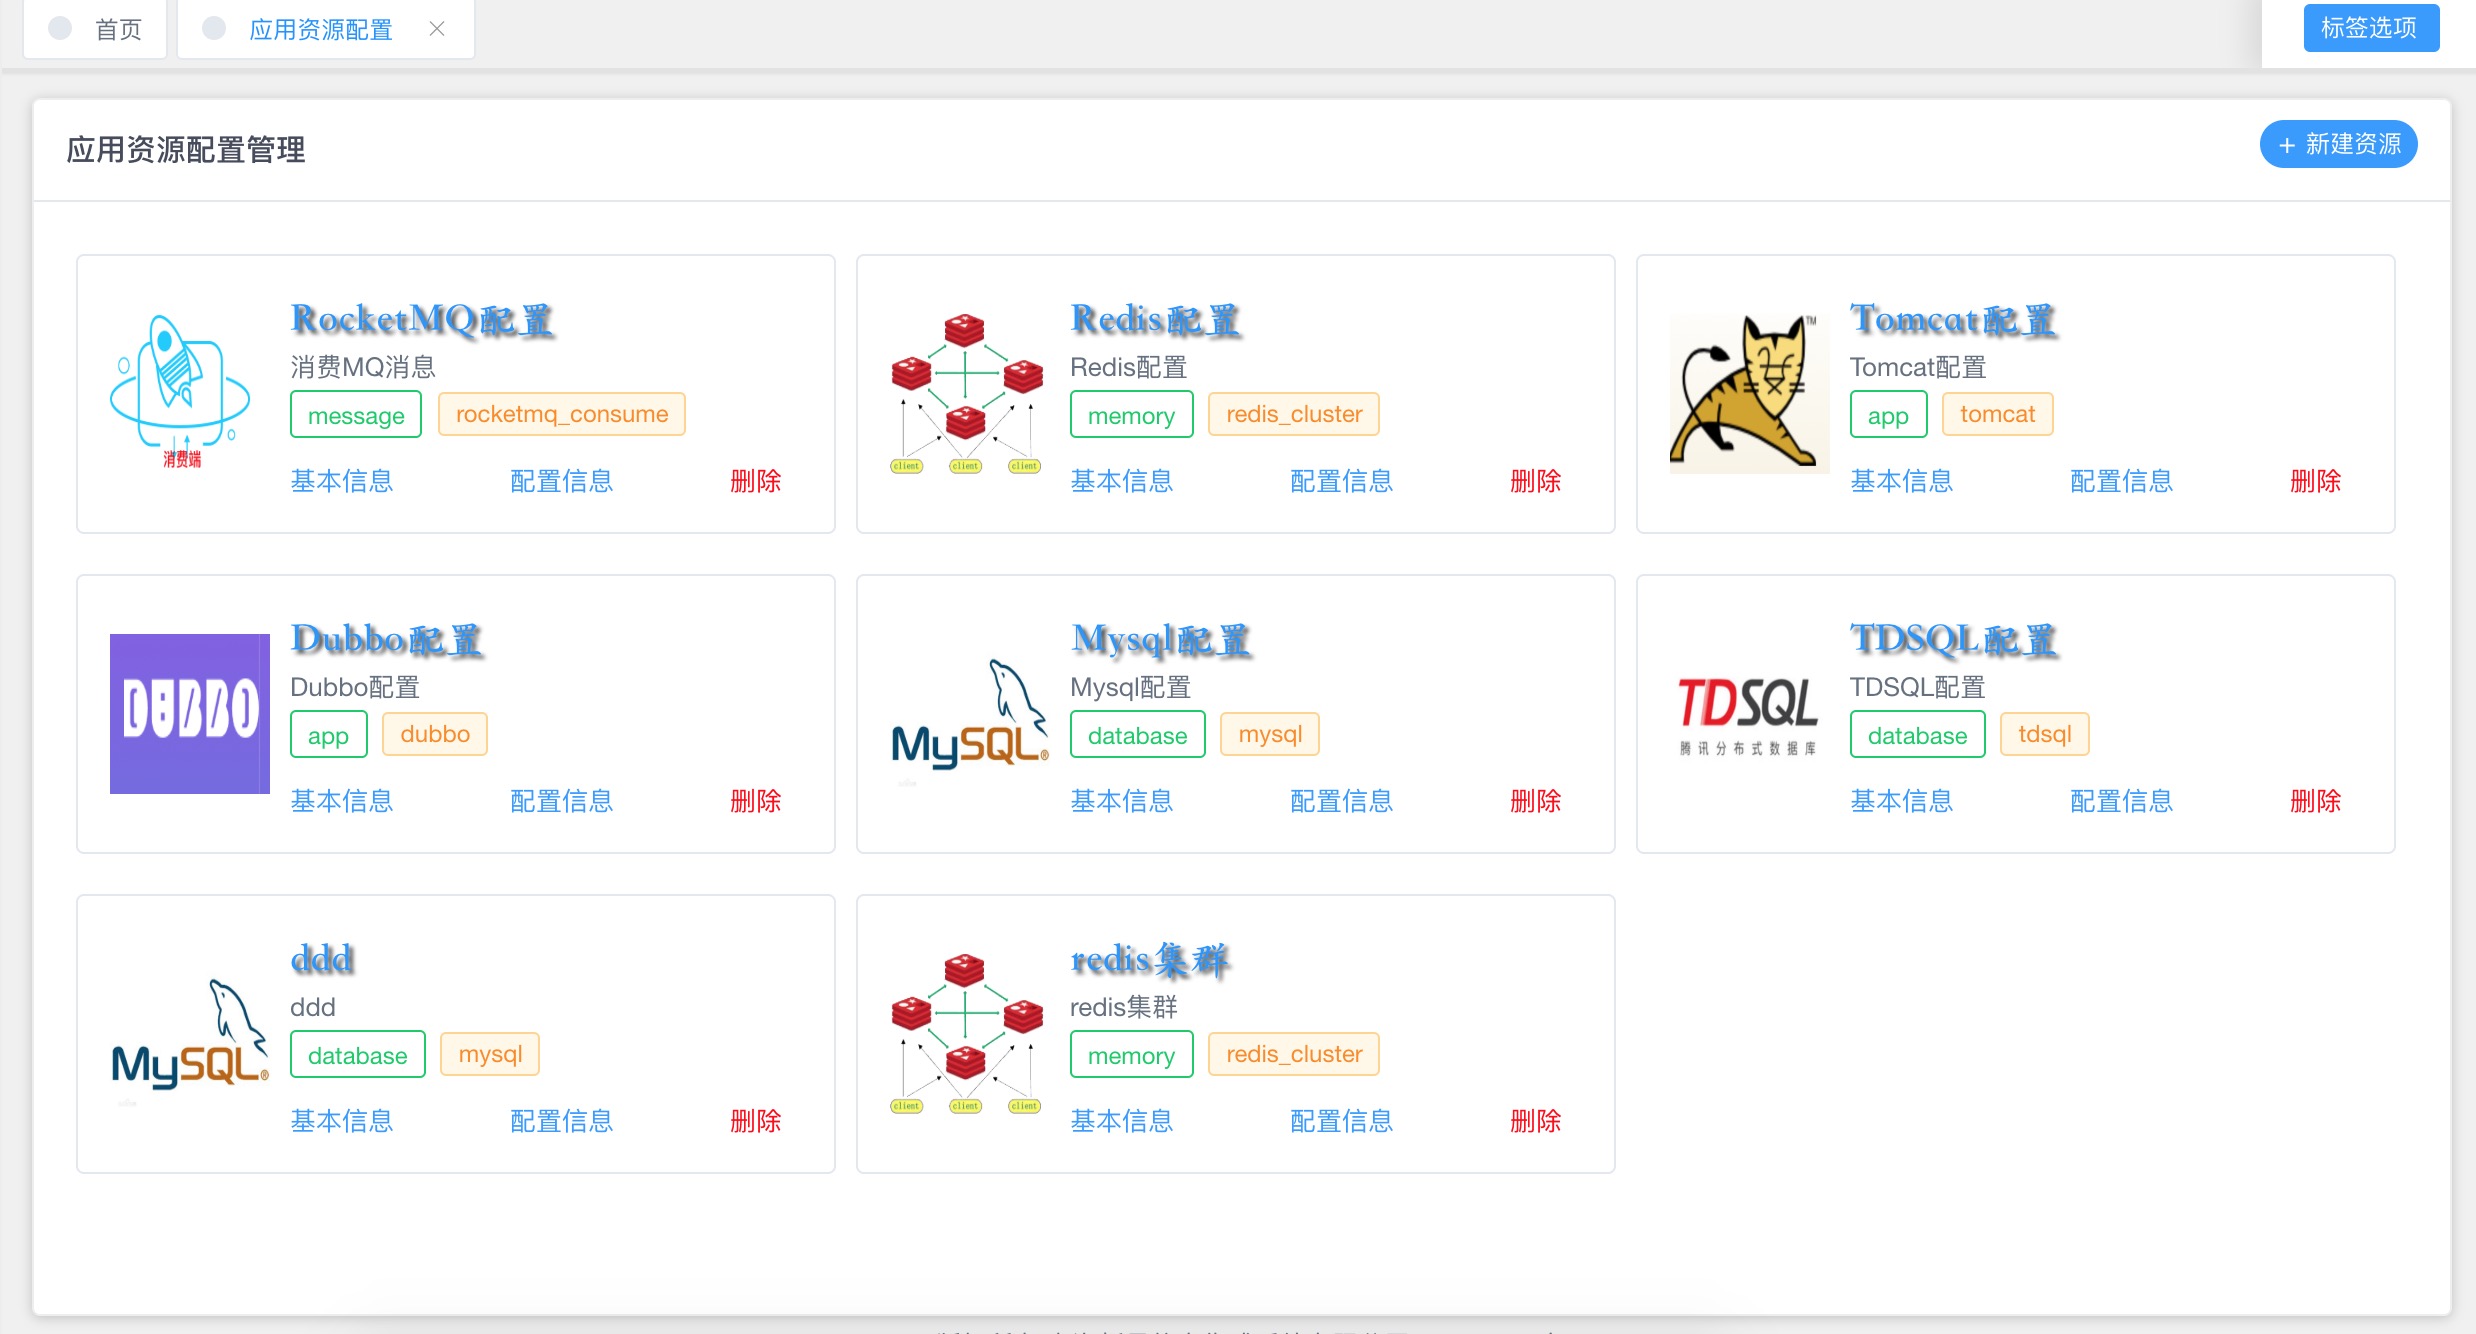 首页
应用资源配置
标签选项
应用资源配置管理
+ 新建资源
RocketMQ配置
消费MQ消息
message rocketmq_consume
消费端
基本信息 配置信息 删除
Redis配置
Redis配置
memory redis_cluster
client client client
基本信息 配置信息 删除
TM
Tomcat配置
Tomcat配置
app tomcat
基本信息 配置信息 删除
DUBBO
Dubbo配置
Dubbo配置
app dubbo
基本信息 配置信息 删除
MySQL®
Mysql配置
Mysql配置
database mysql
基本信息 配置信息 删除
TDSQL
腾讯分布式数据库
TDSQL配置
TDSQL配置
database tdsql
基本信息 配置信息 删除
MySQL®
ddd
ddd
database mysql
基本信息 配置信息 删除
redis集群
redis集群
memory redis_cluster
client client client
基本信息 配置信息 删除